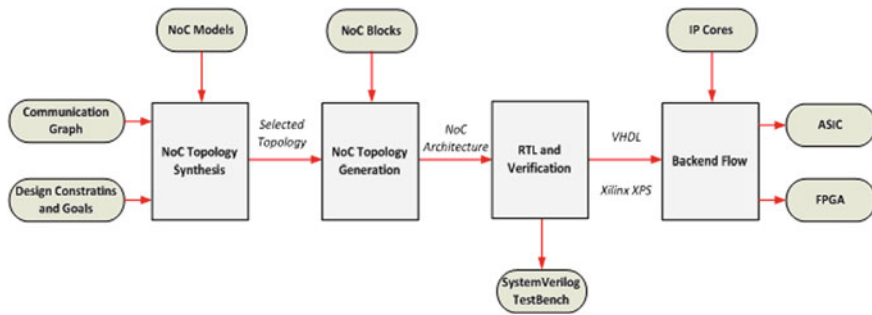 NoC Models
NoC Blocks
IP Cores
Communication
Graph
Design Constratins
and Goals
NoC Topology
Synthesis
Selected
Topology
NoC Topology
Generation
NoC
Architecture
RTL and
Verification
VHDL
Xilinx XPS
Backend Flow
ASIC
FPGA
SystemVerilog
TestBench